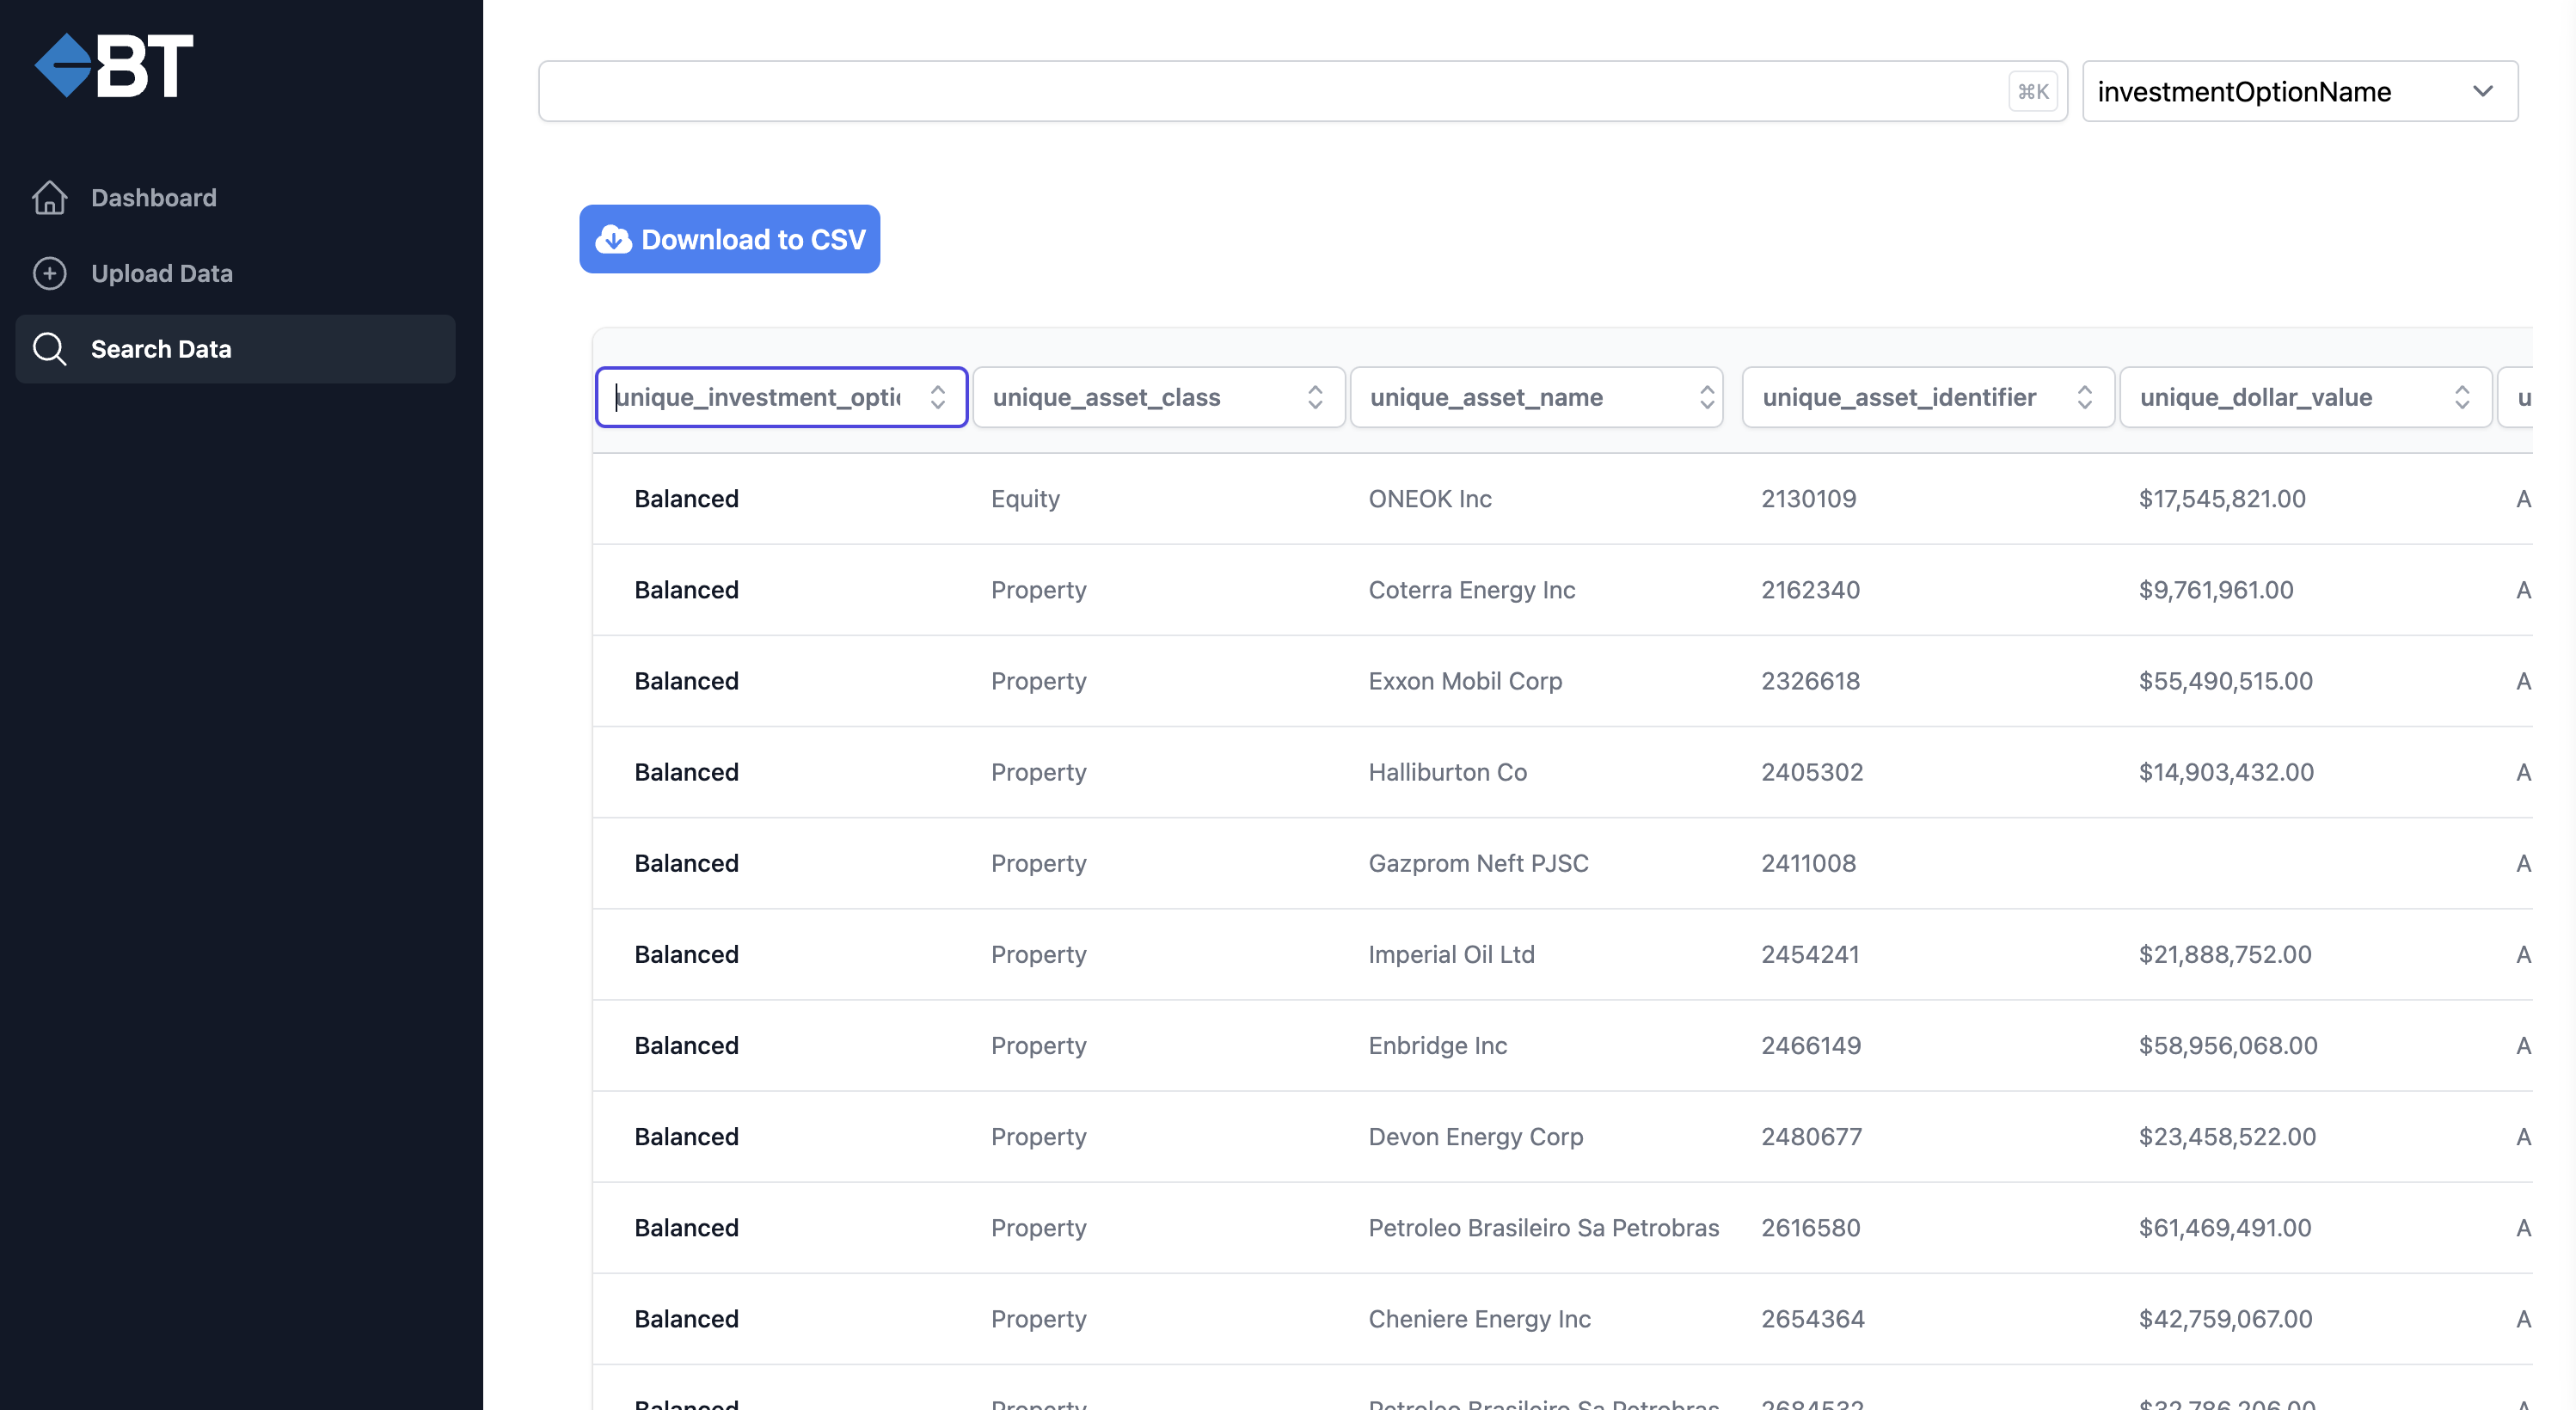 BT
⌘K
investmentOptionName
Dashboard
Upload Data
Search Data
Download to CSV
unique_investment_optic unique_asset_class unique_asset_name unique_asset_identifier unique_dollar_value u
Balanced Equity ONEOK Inc 2130109 $17,545,821.00 A
Balanced Property Coterra Energy Inc 2162340 $9,761,961.00 A
Balanced Property Exxon Mobil Corp 2326618 $55,490,515.00 A
Balanced Property Halliburton Co 2405302 $14,903,432.00 A
Balanced Property Gazprom Neft PJSC 2411008 A
Balanced Property Imperial Oil Ltd 2454241 $21,888,752.00 A
Balanced Property Enbridge Inc 2466149 $58,956,068.00 A
Balanced Property Devon Energy Corp 2480677 $23,458,522.00 A
Balanced Property Petroleo Brasileiro Sa Petrobras 2616580 $61,469,491.00 A
Balanced Property Cheniere Energy Inc 2654364 $42,759,067.00 A
Balanced Property Petroleo Brasileiro Sa Petrobras 2684532 $32,786,206.00 A